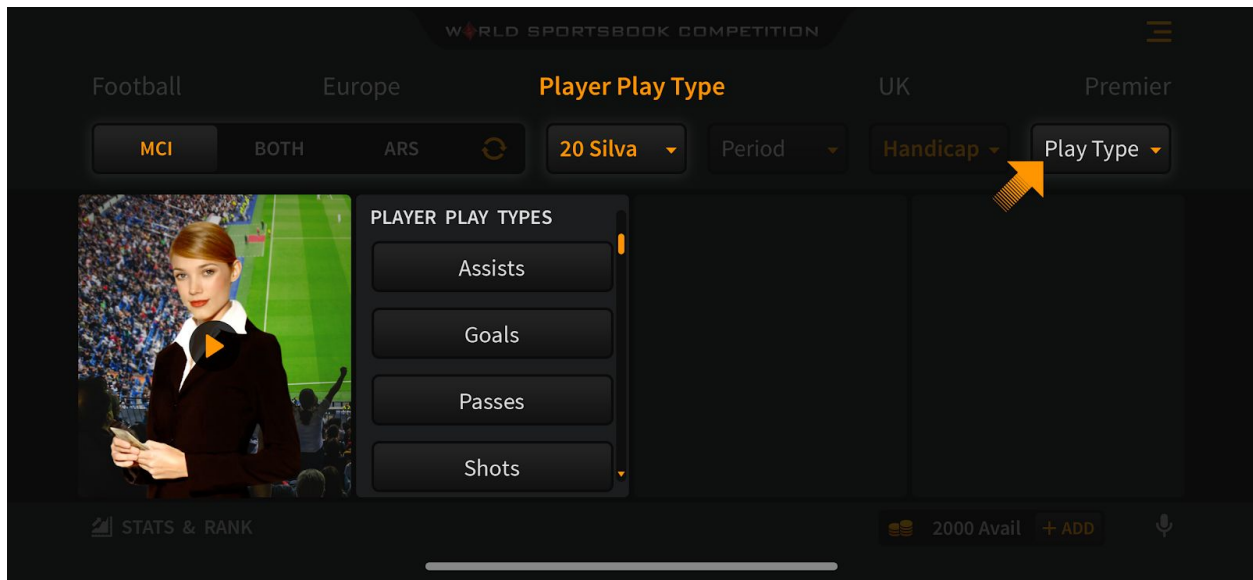 WORLD SPORTSBOOK COMPETITION
Football Europe Player Play Type UK Premier
MCI BOTH ARS 20 Silva Period Handicap Play Type
PLAYER PLAY TYPES
Assists
Goals
Passes
Shots
STATS & RANK 2000 Avail + ADD